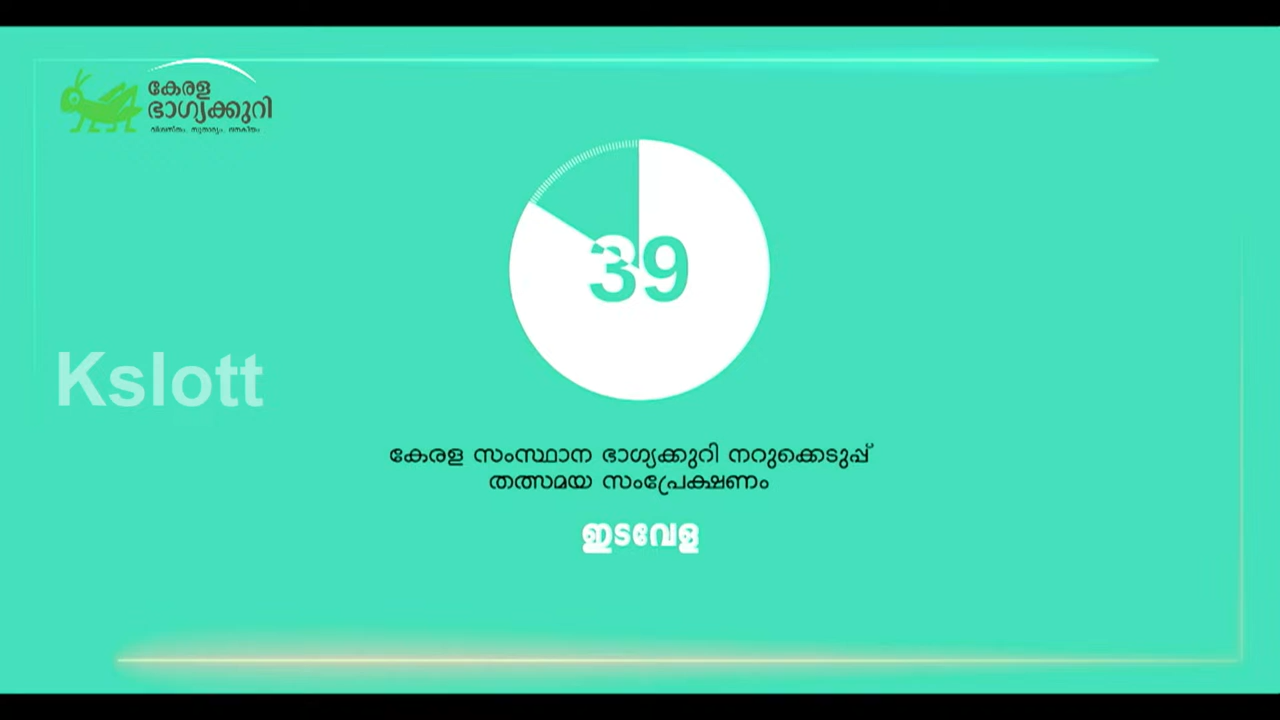 കേരള
ഭാഗ്യക്കുറി
39
Kslott
കേരള സംസ്ഥാന ഭാഗ്യക്കുറി നറുക്കെടുപ്പ്
തത്സമയ സംപ്രേക്ഷണം
ഇടവേള